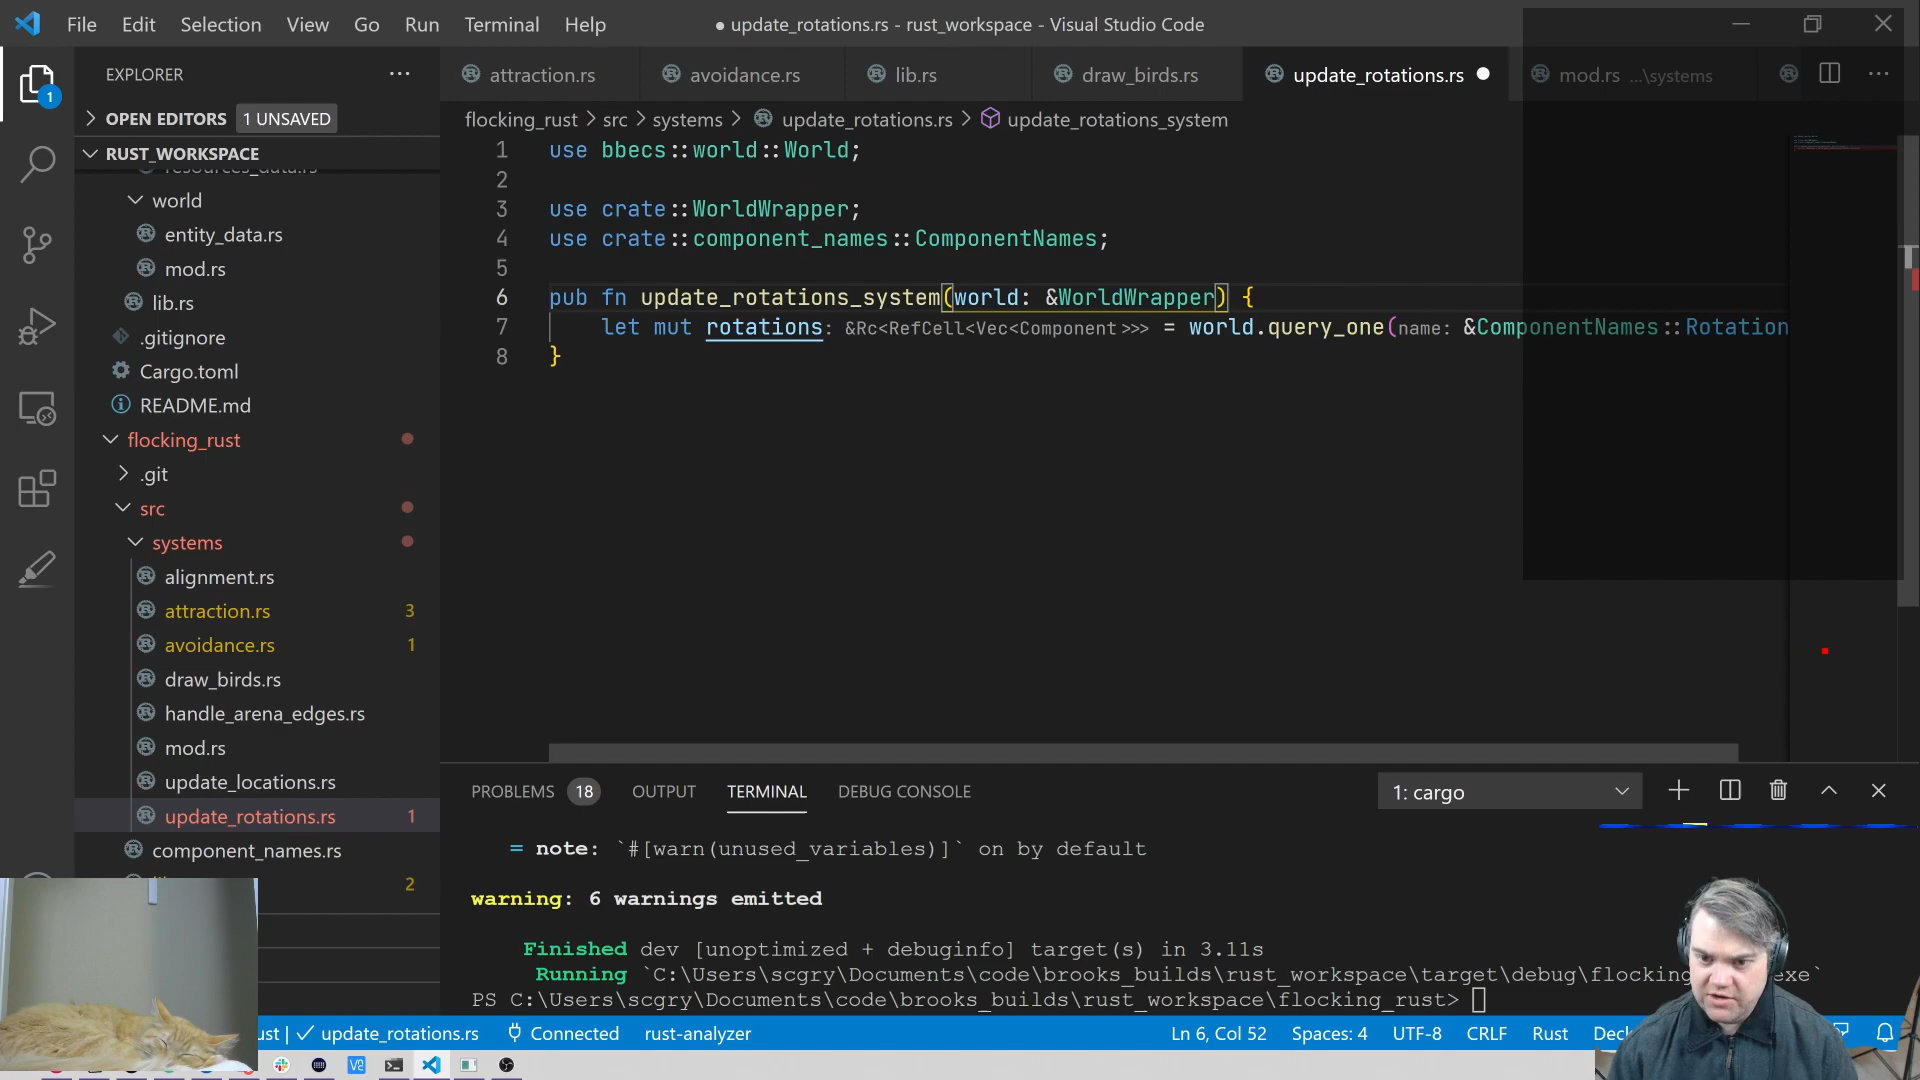 File Edit Selection View Go Run Terminal Help
● update_rotations.rs - rust_workspace - Visual Studio Code
EXPLORER
attraction.rs
avoidance.rs
lib.rs
draw_birds.rs
update_rotations.rs
mod.rs ...\systems
OPEN EDITORS 1 UNSAVED
flocking_rust > src > systems > update_rotations.rs > update_rotations_system
RUST_WORKSPACE
resources_data.rs
world
entity_data.rs
mod.rs
lib.rs
.gitignore
Cargo.toml
README.md
flocking_rust
.git
src
systems
alignment.rs
attraction.rs 3
avoidance.rs 1
draw_birds.rs
handle_arena_edges.rs
mod.rs
update_locations.rs
update_rotations.rs 1
component_names.rs
2
1
1 use bbecs::world::World;
2
3 use crate::WorldWrapper;
4 use crate::component_names::ComponentNames;
5
6 pub fn update_rotations_system(world: &WorldWrapper) {
7 let mut rotations: &Rc<RefCell<Vec<Component>>> = world.query_one(name: &ComponentNames::Rotation
8 }
PROBLEMS 18 OUTPUT TERMINAL DEBUG CONSOLE
1: cargo
= note: `#[warn(unused_variables)]` on by default
warning: 6 warnings emitted
Finished dev [unoptimized + debuginfo] target(s) in 3.11s
Running `C:\Users\scgry\Documents\code\brooks_builds\rust_workspace\target\debug\flocking exe`
PS C:\Users\scgry\Documents\code\brooks_builds\rust_workspace\flocking_rust>
ust | ✓ update_rotations.rs Connected rust-analyzer Ln 6, Col 52 Spaces: 4 UTF-8 CRLF Rust